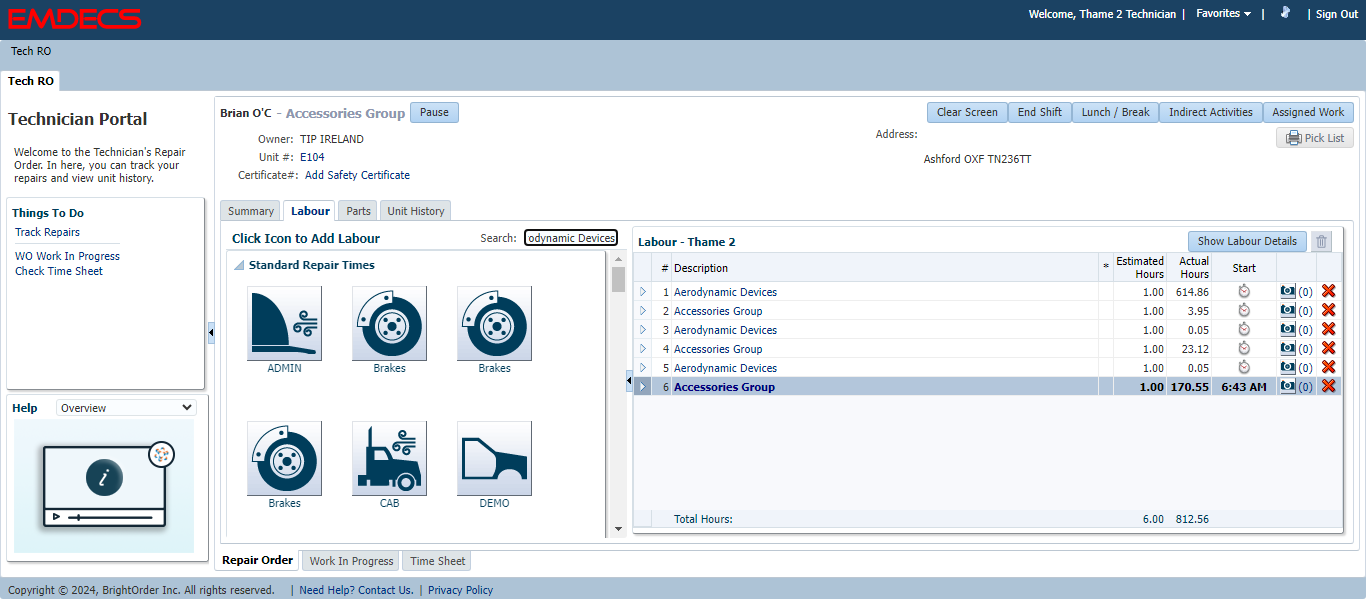 EMDECS
Welcome, Thame 2 Technician | Favorites | | Sign Out
Tech RO
Tech RO
Technician Portal
Welcome to the Technician's Repair
Order. In here, you can track your
repairs and view unit history.
Things To Do
Track Repairs
WO Work In Progress
Check Time Sheet
Help Overview
i
Brian O'C - Accessories Group Pause
Clear Screen End Shift Lunch / Break Indirect Activities Assigned Work
Pick List
Owner: TIP IRELAND
Unit #: E104
Certificate#: Add Safety Certificate
Address:
Ashford OXF TN236TT
Summary Labour Parts Unit History
Click Icon to Add Labour Search: odynamic Devices
Standard Repair Times
ADMIN Brakes Brakes
Brakes CAB DEMO
Labour - Thame 2 Show Labour Details
# Description * Estimated Hours Actual Hours Start
1 Aerodynamic Devices 1.00 614.86 (0)
2 Accessories Group 1.00 3.95 (0)
3 Aerodynamic Devices 1.00 0.05 (0)
4 Accessories Group 1.00 23.12 (0)
5 Aerodynamic Devices 1.00 0.05 (0)
6 Accessories Group 1.00 170.55 6:43 AM (0)
Total Hours: 6.00 812.56
Repair Order Work In Progress Time Sheet
Copyright © 2024, BrightOrder Inc. All rights reserved. | Need Help? Contact Us. | Privacy Policy